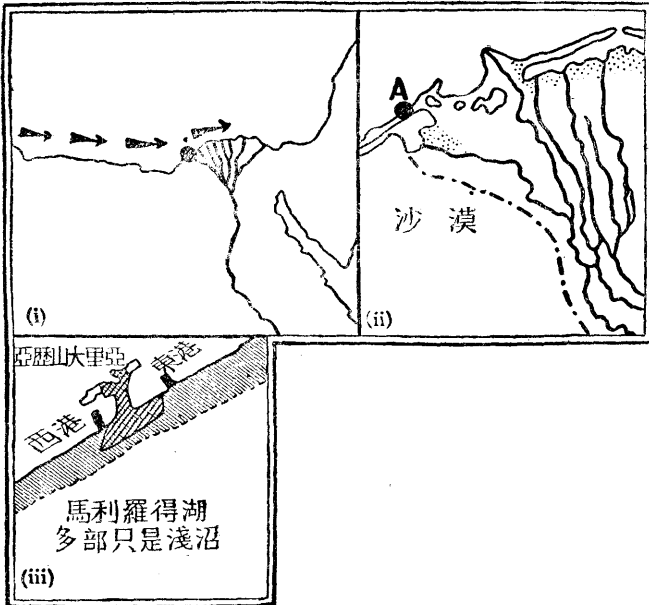 (i)
A
沙漠
(ii)
亞歷山大里亞
東港
西港
馬利羅得湖
多部只是淺沼
(iii)